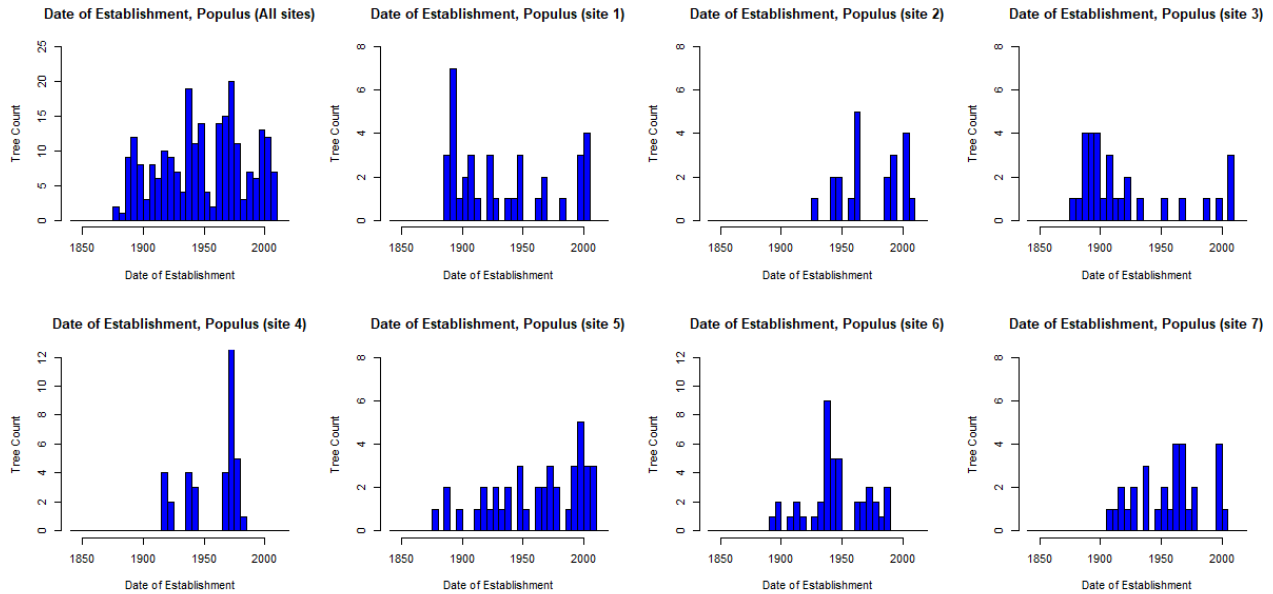 Date of Establishment, Populus (All sites)
Tree Count
0 5 10 15 20 25
1850 1900 1950 2000
Date of Establishment
Date of Establishment, Populus (site 1)
Tree Count
0 2 4 6 8
1850 1900 1950 2000
Date of Establishment
Date of Establishment, Populus (site 2)
Tree Count
0 2 4 6 8
1850 1900 1950 2000
Date of Establishment
Date of Establishment, Populus (site 3)
Tree Count
0 2 4 6 8
1850 1900 1950 2000
Date of Establishment
Date of Establishment, Populus (site 4)
Tree Count
0 2 4 6 8 10 12
1850 1900 1950 2000
Date of Establishment
Date of Establishment, Populus (site 5)
Tree Count
0 2 4 6 8
1850 1900 1950 2000
Date of Establishment
Date of Establishment, Populus (site 6)
Tree Count
0 2 4 6 8 10 12
1850 1900 1950 2000
Date of Establishment
Date of Establishment, Populus (site 7)
Tree Count
0 2 4 6 8
1850 1900 1950 2000
Date of Establishment